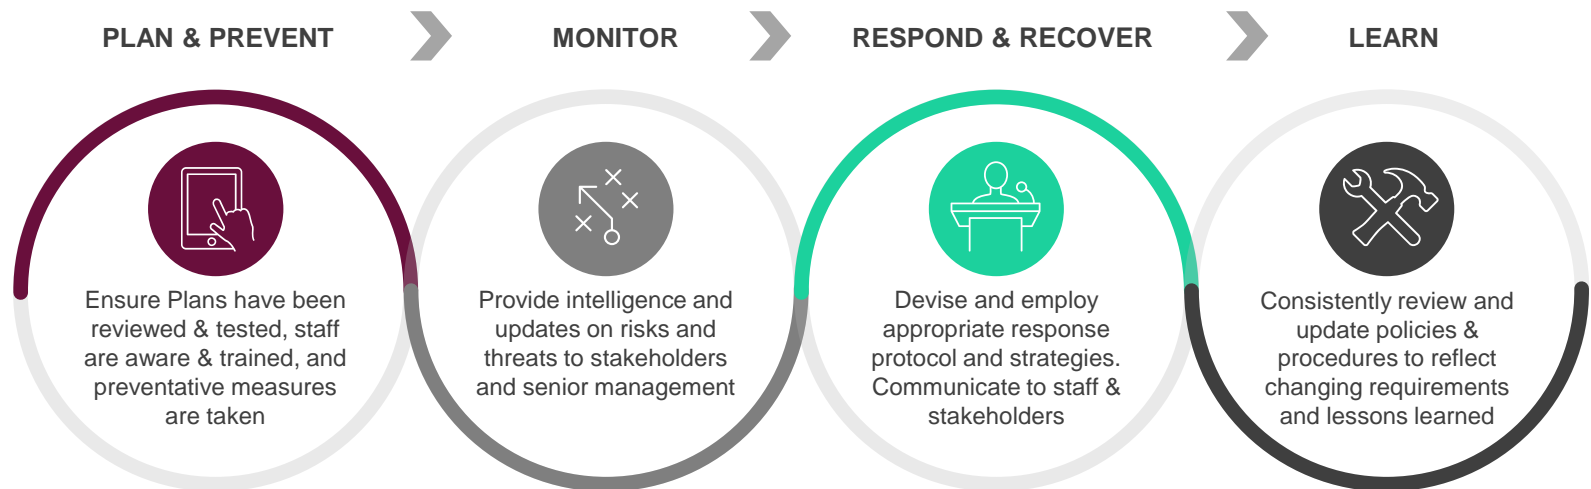 PLAN & PREVENT
MONITOR
RESPOND & RECOVER
LEARN
Ensure Plans have been
reviewed & tested, staff
are aware & trained, and
preventative measures
are taken
Provide intelligence and
updates on risks and
threats to stakeholders
and senior management
Devise and employ
appropriate response
protocol and strategies.
Communicate to staff &
stakeholders
Consistently review and
update policies &
procedures to reflect
changing requirements
and lessons learned